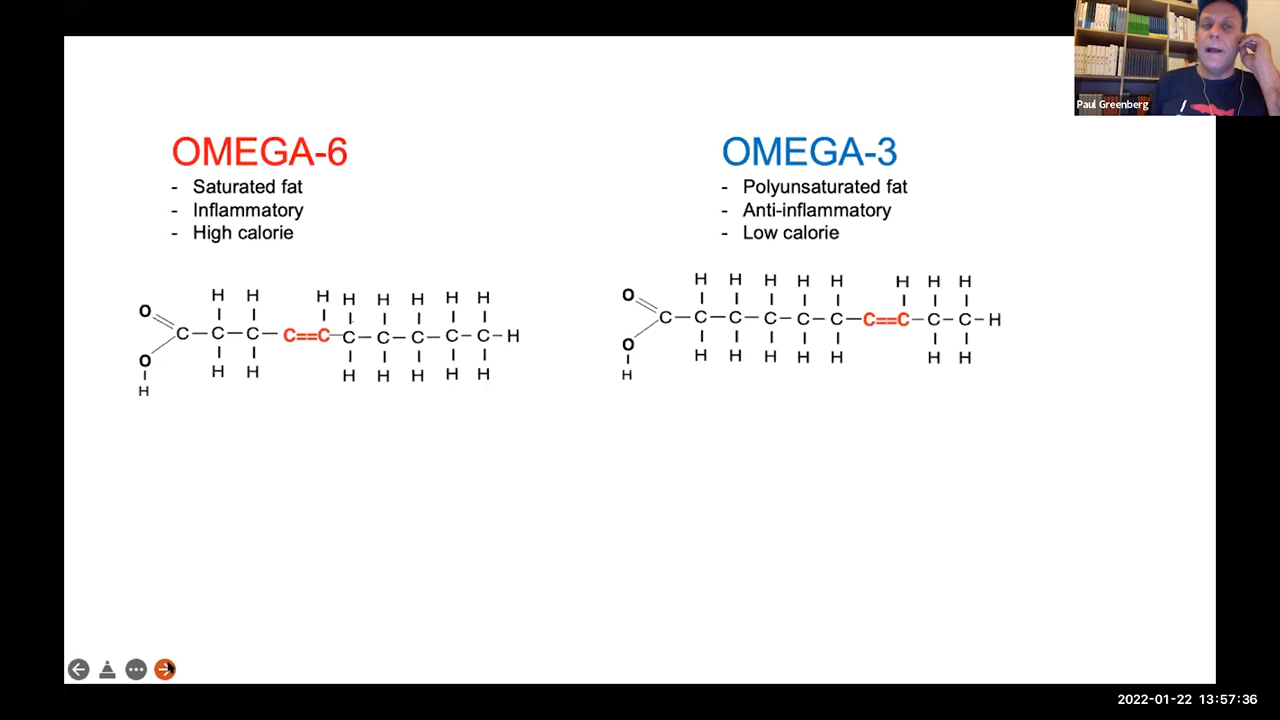 Paul Greenberg
OMEGA-6
- Saturated fat
- Inflammatory
- High calorie
H H H H H H H H
O
C-C-C-C=C-C-C-C-C-C-H
O
H H H H H H H
H
OMEGA-3
- Polyunsaturated fat
- Anti-inflammatory
- Low calorie
H H H H H H H H
O
C-C-C-C-C-C-C=C-C-C-H
O
H H H H H H H
H
2022-01-22 13:57:36